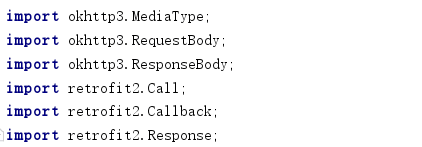 import okhttp3.MediaType;
import okhttp3.RequestBody;
import okhttp3.ResponseBody;
import retrofit2.Call;
import retrofit2.Callback;
import retrofit2.Response;